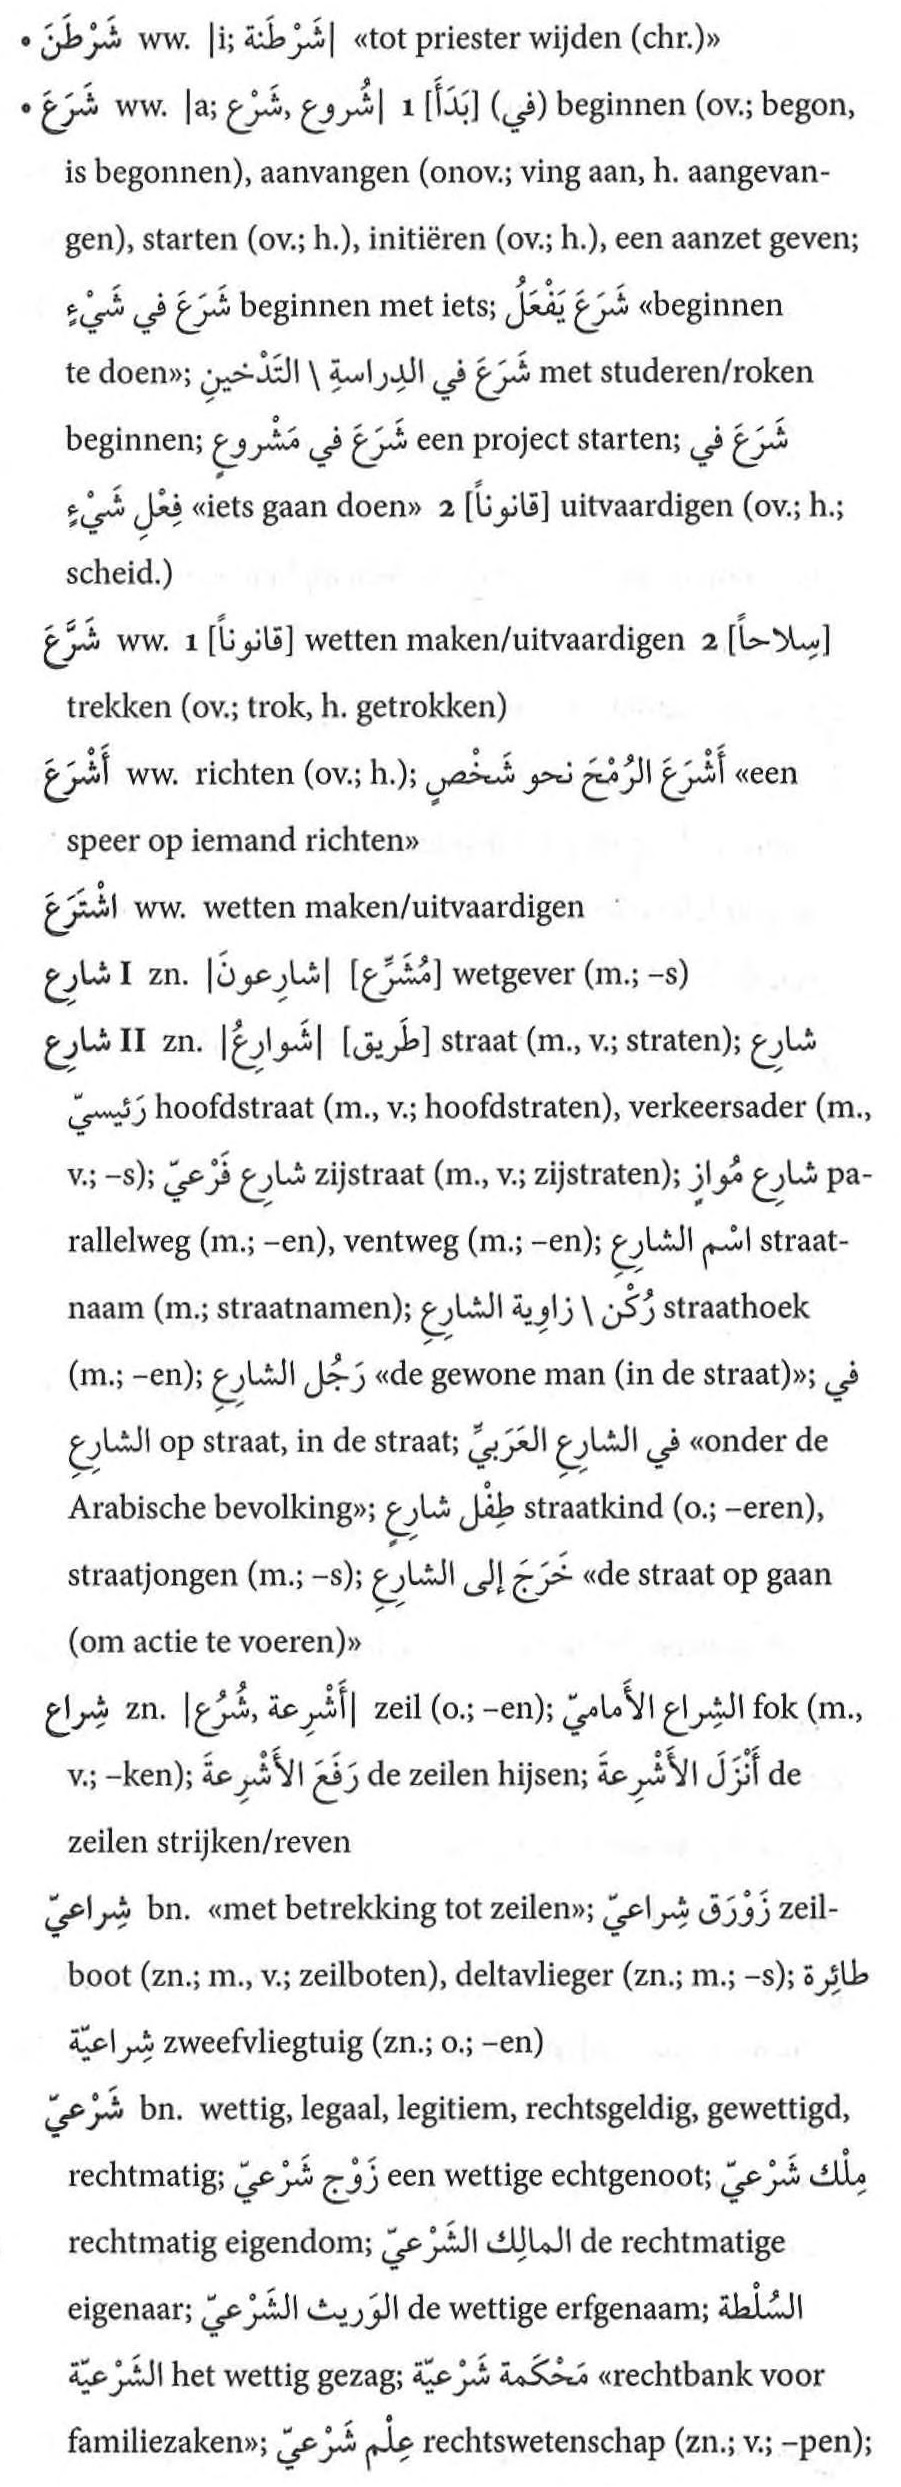 • شَرْطَنَ ww. |i; شَرْطَنة| «tot priester wijden (chr.)»
• شَرَعَ ww. |a; شُروع, شَرْع| 1 [بَدَأَ] (في) beginnen (ov.; begon,
is begonnen), aanvangen (onov.; ving aan, h. aangevan-
gen), starten (ov.; h.), initiëren (ov.; h.), een aanzet geven;
شَرَعَ في شَيْءٍ beginnen met iets; شَرَعَ يَفْعَلُ «beginnen
te doen»; شَرَعَ في الدِراسةِ \ التَدْخينِ met studeren/roken
beginnen; شَرَعَ في مَشْروعٍ een project starten; شَرَعَ في
فِعْلِ شَيْءٍ «iets gaan doen» 2 [قانوناً] uitvaardigen (ov.; h.;
scheid.)
شَرَّعَ ww. 1 [قانوناً] wetten maken/uitvaardigen 2 [سِلاحاً]
trekken (ov.; trok, h. getrokken)
أَشْرَعَ ww. richten (ov.; h.); أَشْرَعَ الرُمْحَ نحو شَخْصٍ «een
speer op iemand richten»
اشْتَرَعَ ww. wetten maken/uitvaardigen
شارِع I zn. |شارِعونَ| [مُشَرِّع] wetgever (m.; –s)
شارِع II zn. |شَوارِعُ| [طَريق] straat (m., v.; straten); شارِع
رَئيسيّ hoofdstraat (m., v.; hoofdstraten), verkeersader (m.,
v.; –s); شارِع فَرْعيّ zijstraat (m., v.; zijstraten); شارِع مُوازٍ pa-
rallelweg (m.; –en), ventweg (m.; –en); اسْم الشارِعِ straat-
naam (m.; straatnamen); رُكْن \ زاوِية الشارِعِ straathoek
(m.; –en); رَجُل الشارِعِ «de gewone man (in de straat)»; في
الشارِعِ op straat, in de straat; في الشارِعِ العَرَبيِّ «onder de
Arabische bevolking»; طِفْل شارِعٍ straatkind (o.; –eren),
straatjongen (m.; –s); خَرَجَ إلى الشارِعِ «de straat op gaan
(om actie te voeren)»
شِراع zn. |أَشْرِعة, شُرُع| zeil (o.; –en); الشِراع الأَماميّ fok (m.,
v.; –ken); رَفَعَ الأَشْرِعةَ de zeilen hijsen; أَنْزَلَ الأَشْرِعةَ de
zeilen strijken/reven
شِراعيّ bn. «met betrekking tot zeilen»; زَوْرَق شِراعيّ zeil-
boot (zn.; m., v.; zeilboten), deltavlieger (zn.; m.; –s); طائِرة
شِراعيّة zweefvliegtuig (zn.; o.; –en)
شَرْعيّ bn. wettig, legaal, legitiem, rechtsgeldig, gewettigd,
rechtmatig; زَوْج شَرْعيّ een wettige echtgenoot; مِلْك شَرْعيّ
rechtmatig eigendom; المالِك الشَرْعيّ de rechtmatige
eigenaar; الوَريث الشَرْعيّ de wettige erfgenaam; السُلْطة
الشَرْعيّة het wettig gezag; مَحْكَمة شَرْعيّة «rechtbank voor
familiezaken»; عِلْم شَرْعيّ rechtswetenschap (zn.; v.; –pen);